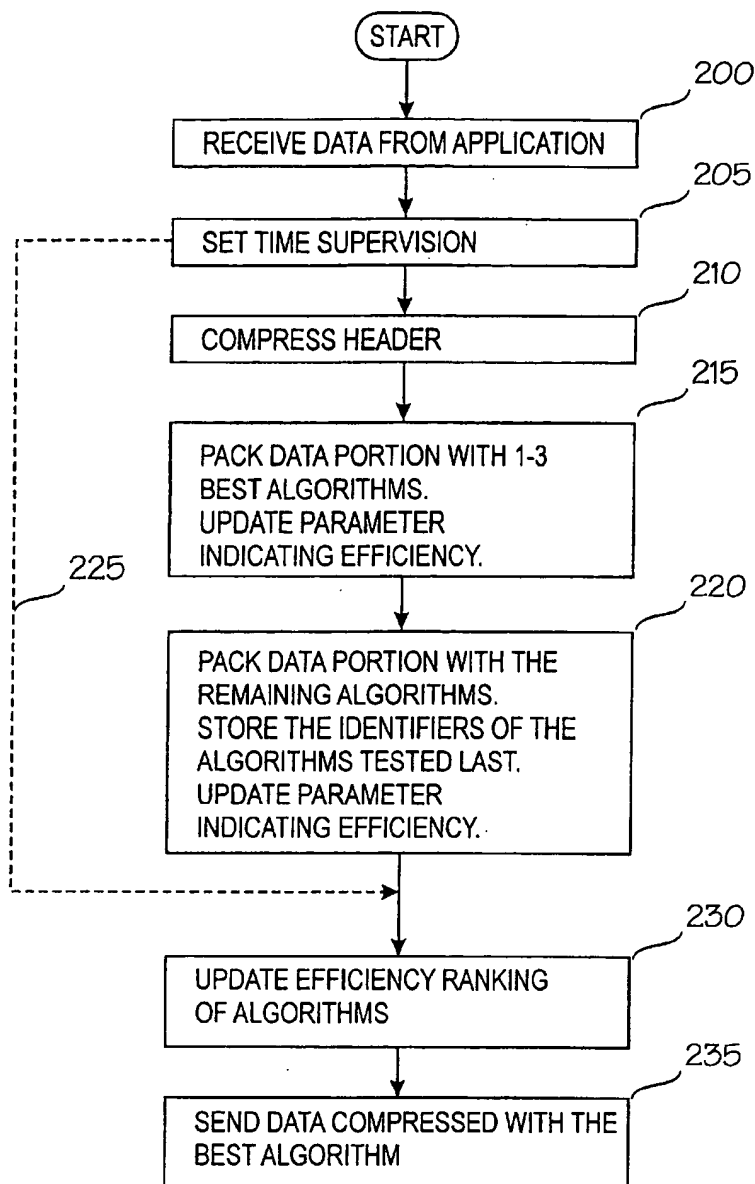 START
200
RECEIVE DATA FROM APPLICATION
205
SET TIME SUPERVISION
210
COMPRESS HEADER
215
PACK DATA PORTION WITH 1-3
BEST ALGORITHMS.
UPDATE PARAMETER
INDICATING EFFICIENCY.
225
220
PACK DATA PORTION WITH THE
REMAINING ALGORITHMS.
STORE THE IDENTIFIERS OF THE
ALGORITHMS TESTED LAST.
UPDATE PARAMETER
INDICATING EFFICIENCY.
230
UPDATE EFFICIENCY RANKING
OF ALGORITHMS
235
SEND DATA COMPRESSED WITH THE
BEST ALGORITHM